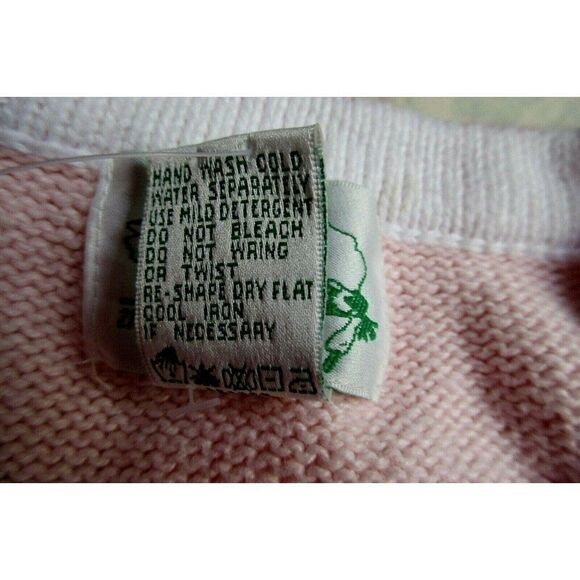 HAND WASH COLD
WATER SEPARATELY
USE MILD DETERGENT
DO NOT BLEACH
DO NOT WRING
OR TWIST
RE-SHAPE DRY FLAT
COOL IRON
IF NECESSARY